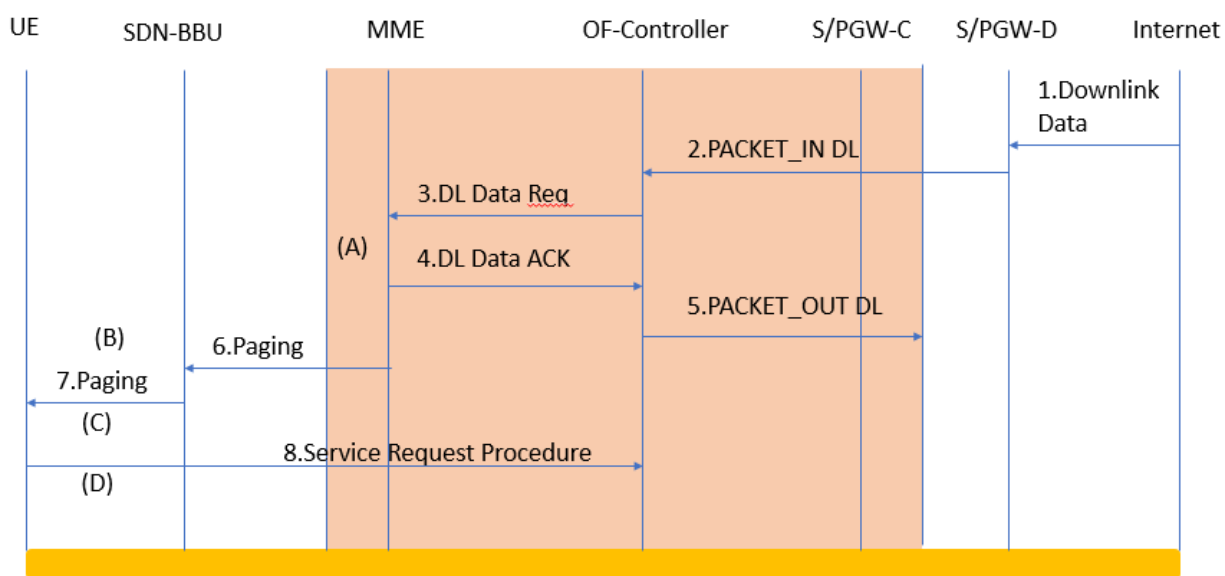 UE SDN-BBU MME OF-Controller S/PGW-C S/PGW-D Internet
1.Downlink
Data
2.PACKET_IN DL
3.DL Data Req
(A)
4.DL Data ACK
5.PACKET_OUT DL
(B)
6.Paging
7.Paging
(C)
8.Service Request Procedure
(D)